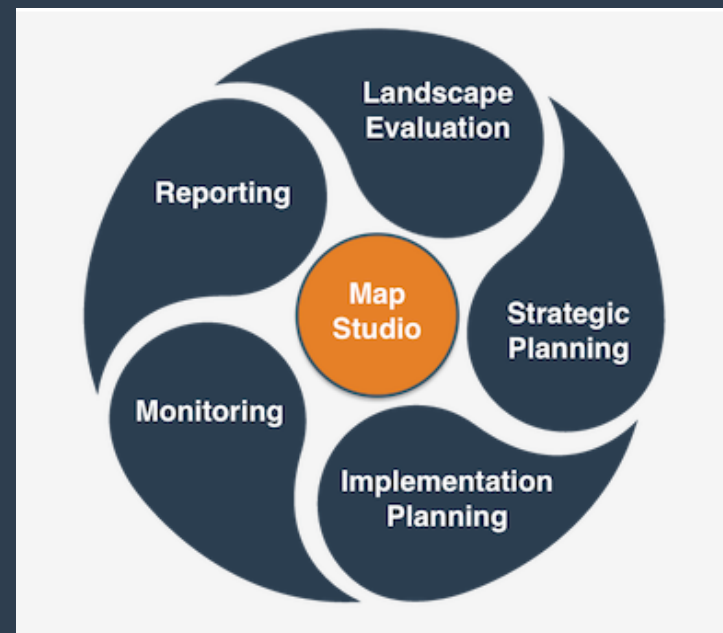 Landscape
Evaluation
Reporting
Map
Studio
Strategic
Planning
Monitoring
Implementation
Planning